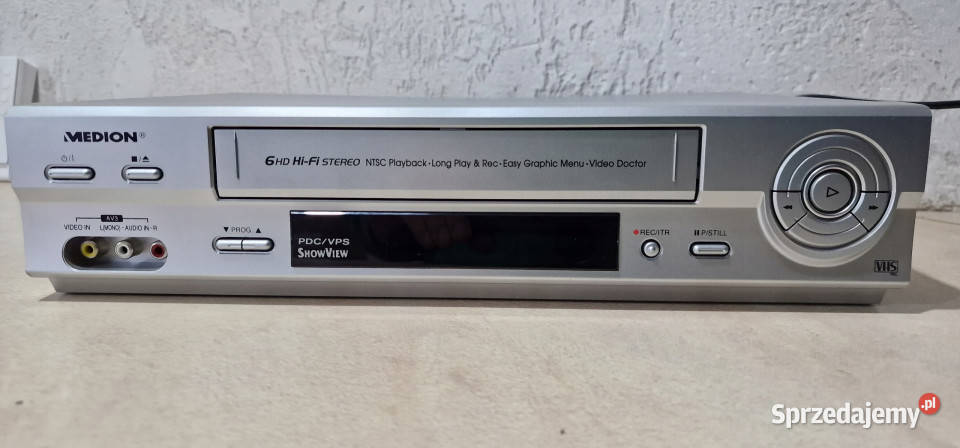 MEDION®
6HD Hi-Fi STEREO NTSC Playback•Long Play & Rec•Easy Graphic Menu•Video Doctor
AV3
VIDEO IN L(MONO)-AUDIO IN-R
▼ PROG ▲
PDC/VPS
SHOWVIEW
●REC/ITR
P/STILL
VHS
Sprzedajemy.pl